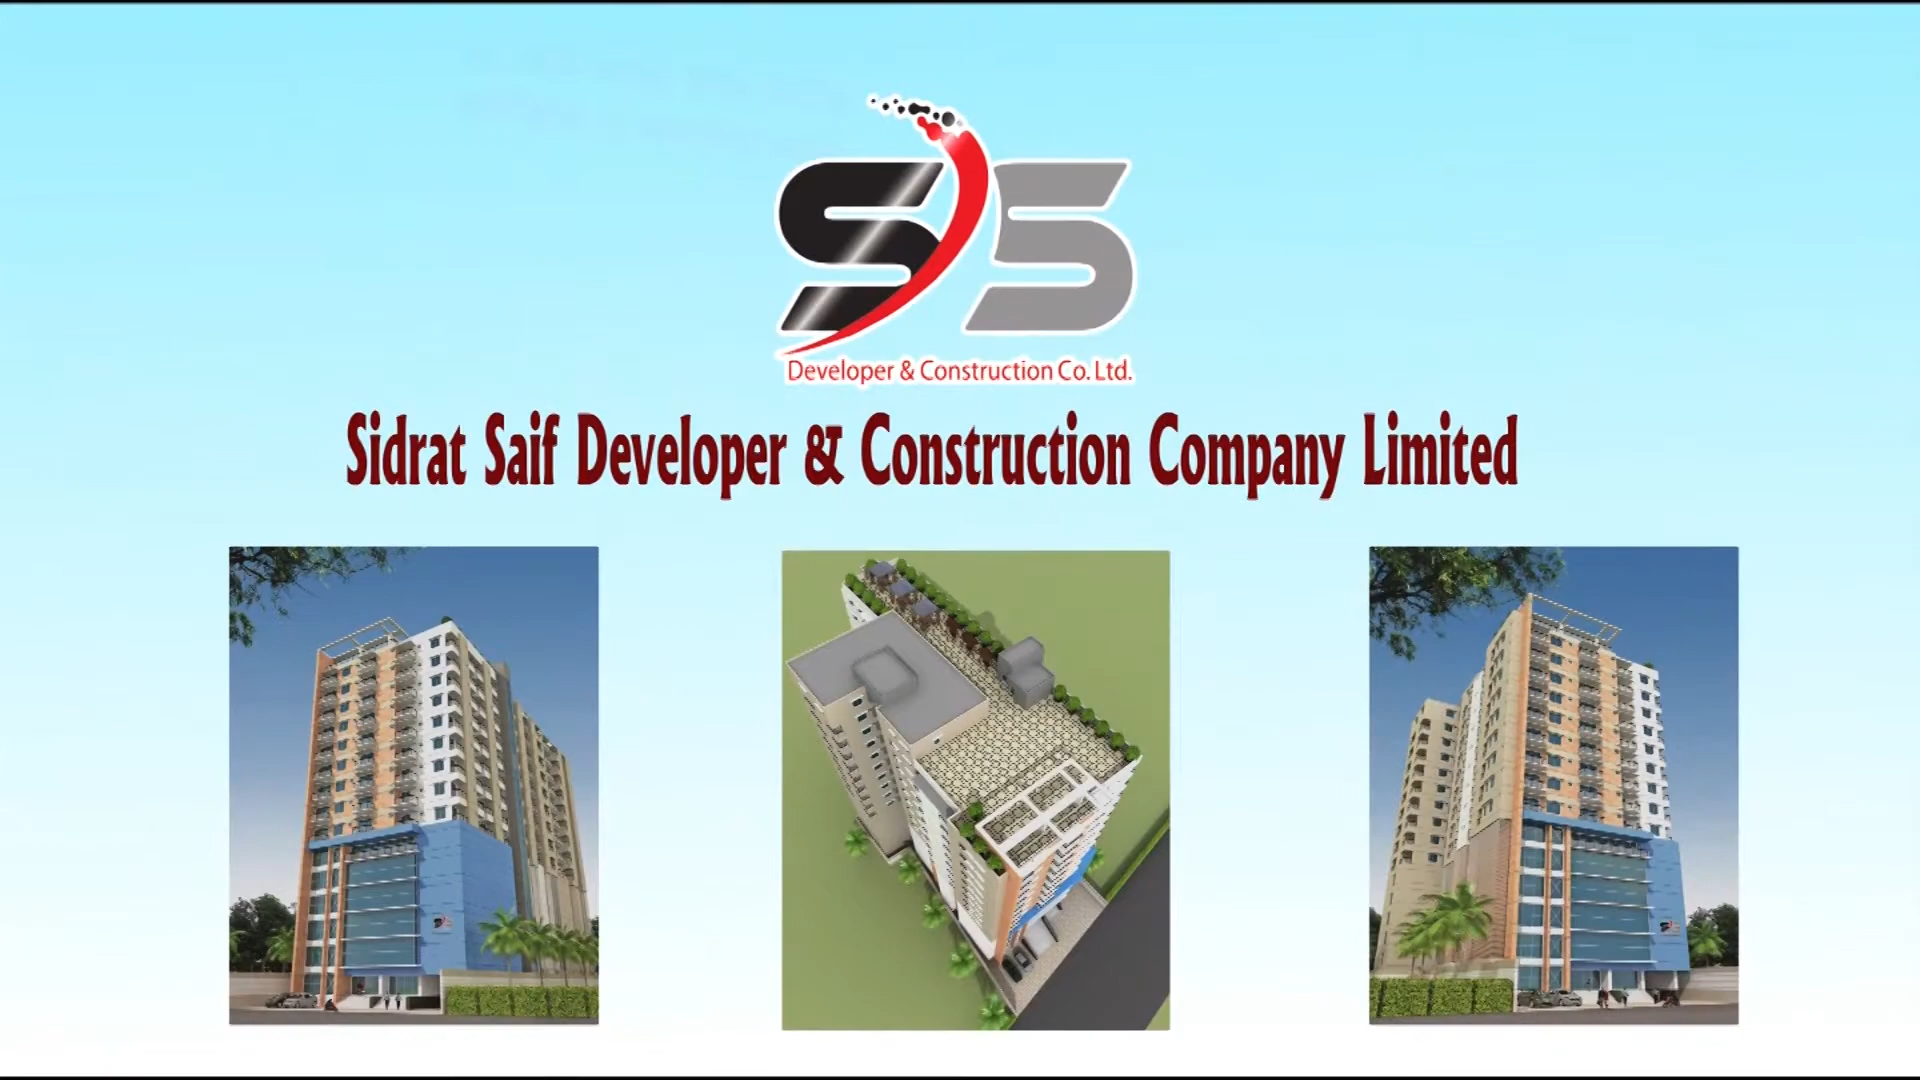 SS
Developer & Construction Co. Ltd.
Sidrat Saif Developer & Construction Company Limited